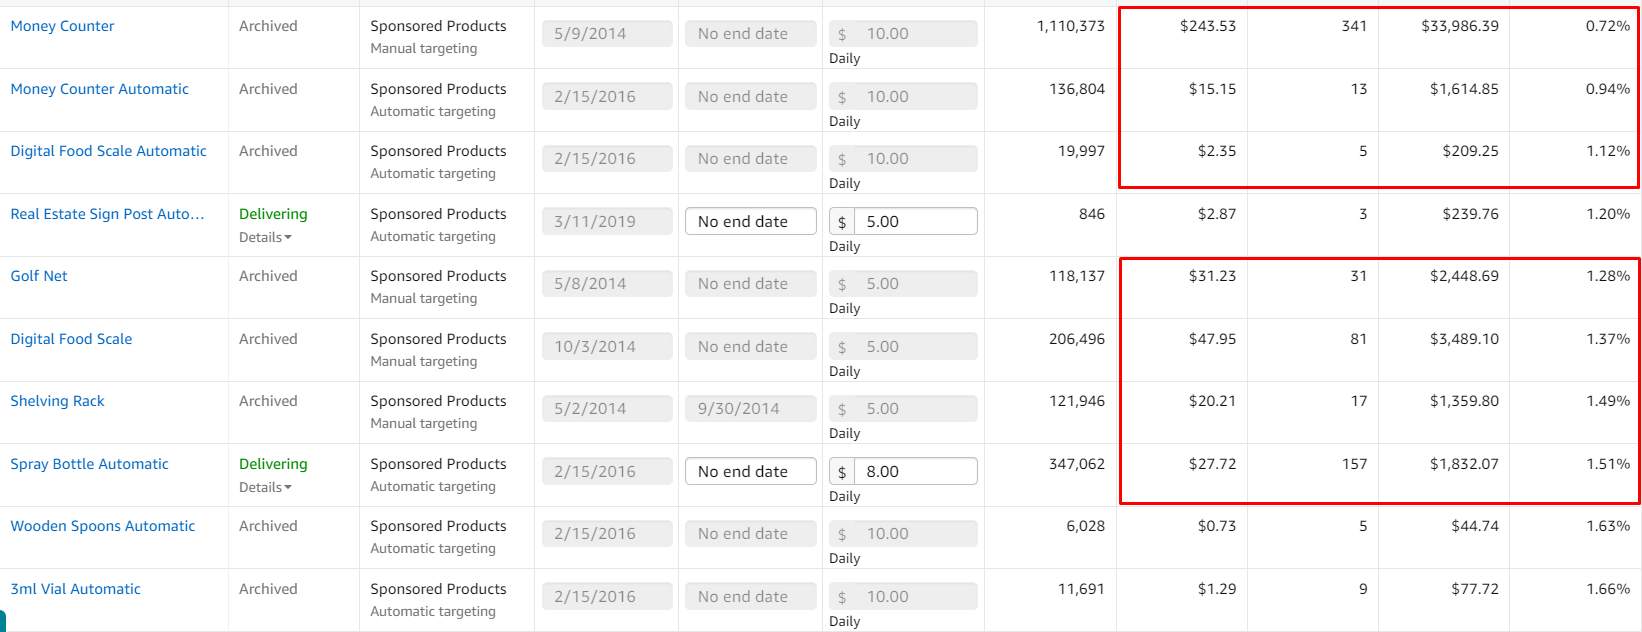 Money Counter Archived Sponsored Products 5/9/2014 No end date $ 10.00 1,110,373 $243.53 341 $33,986.39 0.72%
Manual targeting
Daily
Money Counter Automatic Archived Sponsored Products 2/15/2016 No end date $ 10.00 136,804 $15.15 13 $1,614.85 0.94%
Automatic targeting
Daily
Digital Food Scale Automatic Archived Sponsored Products 2/15/2016 No end date $ 10.00 19,997 $2.35 5 $209.25 1.12%
Automatic targeting
Daily
Real Estate Sign Post Auto... Delivering Sponsored Products 3/11/2019 No end date $ 5.00 846 $2.87 3 $239.76 1.20%
Details Automatic targeting
Daily
Golf Net Archived Sponsored Products 5/8/2014 No end date $ 5.00 118,137 $31.23 31 $2,448.69 1.28%
Manual targeting
Daily
Digital Food Scale Archived Sponsored Products 10/3/2014 No end date $ 5.00 206,496 $47.95 81 $3,489.10 1.37%
Manual targeting
Daily
Shelving Rack Archived Sponsored Products 5/2/2014 9/30/2014 $ 5.00 121,946 $20.21 17 $1,359.80 1.49%
Manual targeting
Daily
Spray Bottle Automatic Delivering Sponsored Products 2/15/2016 No end date $ 8.00 347,062 $27.72 157 $1,832.07 1.51%
Details Automatic targeting
Daily
Wooden Spoons Automatic Archived Sponsored Products 2/15/2016 No end date $ 10.00 6,028 $0.73 5 $44.74 1.63%
Automatic targeting
Daily
3ml Vial Automatic Archived Sponsored Products 2/15/2016 No end date $ 10.00 11,691 $1.29 9 $77.72 1.66%
Automatic targeting
Daily